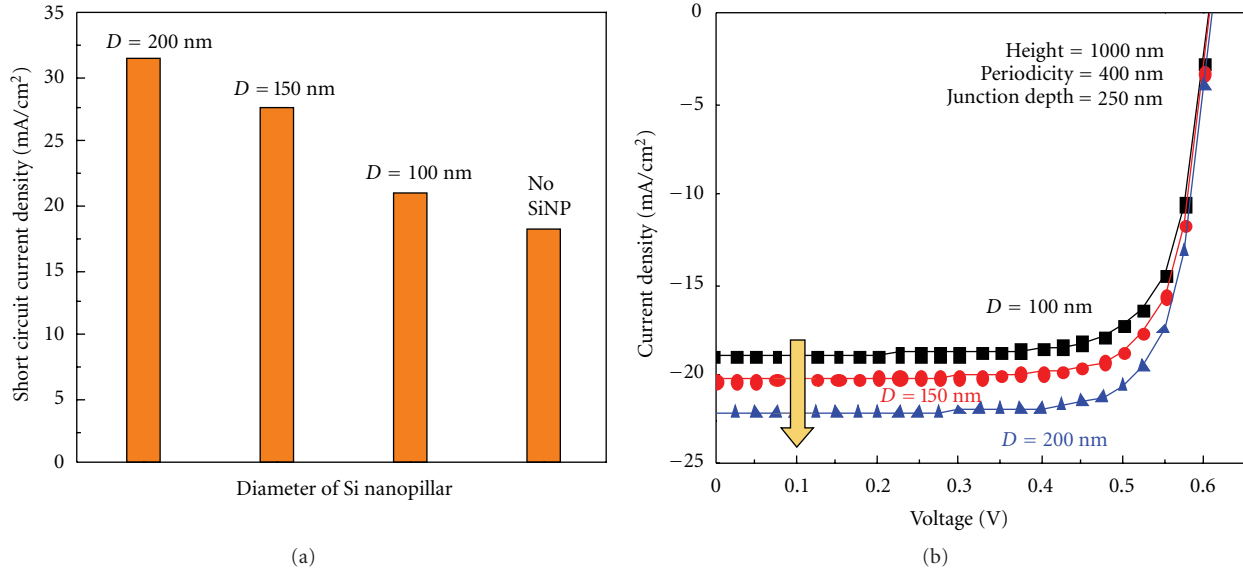 35
30
25
20
15
10
5
0
Short circuit current density (mA/cm²)
D = 200 nm
D = 150 nm
D = 100 nm
No
SiNP
Diameter of Si nanopillar
(a)
0
−5
−10
−15
−20
−25
Current density (mA/cm²)
Height = 1000 nm
Periodicity = 400 nm
Junction depth = 250 nm
D = 100 nm
D = 150 nm
D = 200 nm
0 0.1 0.2 0.3 0.4 0.5 0.6
Voltage (V)
(b)